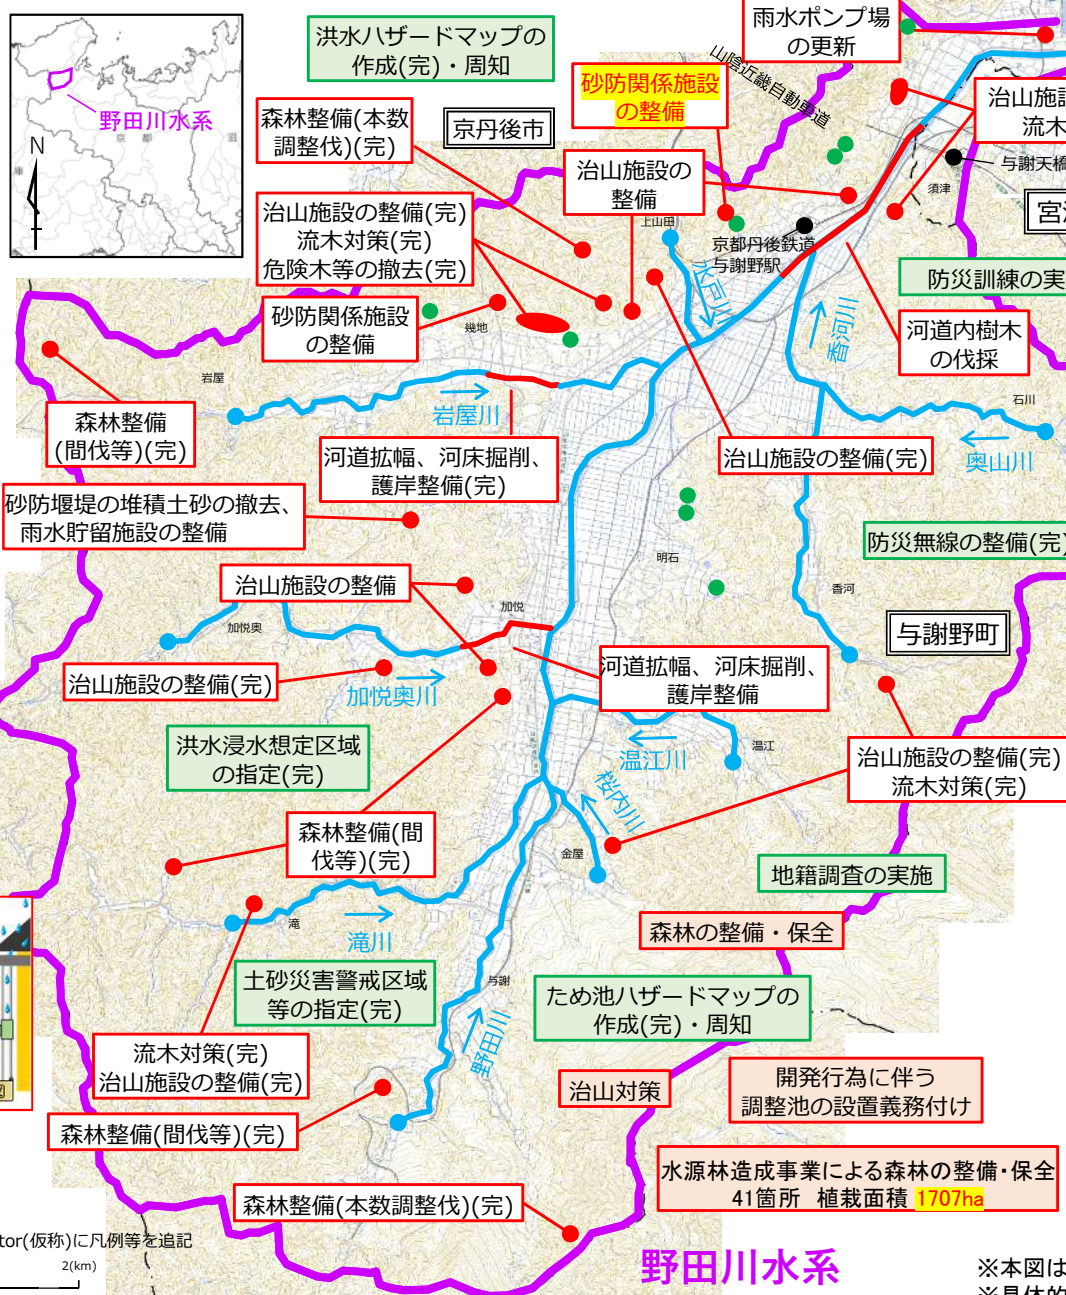 洪水ハザードマップの
作成(完)・周知
雨水ポンプ場
の更新
砂防関係施設
の整備
山陰近畿自動車道
野田川水系
京都
滋
庫
N
森林整備(本数
調整伐)(完)
京丹後市
治山施設の
整備
治山施設
流木
与謝天橋
須津
宮津
治山施設の整備(完)
流木対策(完)
危険木等の撤去(完)
上山田
京都丹後鉄道
与謝野駅
水戸川
香河川
防災訓練の実
砂防関係施設
の整備
幾地
河道内樹木
の伐採
岩屋
岩屋川
石川
奥山川
森林整備
(間伐等)(完)
河道拡幅、河床掘削、
護岸整備(完)
治山施設の整備(完)
砂防堰堤の堆積土砂の撤去、
雨水貯留施設の整備
明石
防災無線の整備(完)
治山施設の整備
加悦
香河
加悦奥
与謝野町
治山施設の整備(完)
加悦奥川
河道拡幅、河床掘削、
護岸整備
洪水浸水想定区域
の指定(完)
温江川
温江
桜内川
治山施設の整備(完)
流木対策(完)
森林整備(間
伐等)(完)
金屋
地籍調査の実施
滝
滝川
森林の整備・保全
土砂災害警戒区域
等の指定(完)
与謝
野田川
ため池ハザードマップの
作成(完)・周知
流木対策(完)
治山施設の整備(完)
治山対策
開発行為に伴う
調整池の設置義務付け
森林整備(間伐等)(完)
水源林造成事業による森林の整備・保全
41箇所 植栽面積 1707ha
森林整備(本数調整伐)(完)
tor(仮称)に凡例等を追記
2(km)
野田川水系
※本図は
※具体的